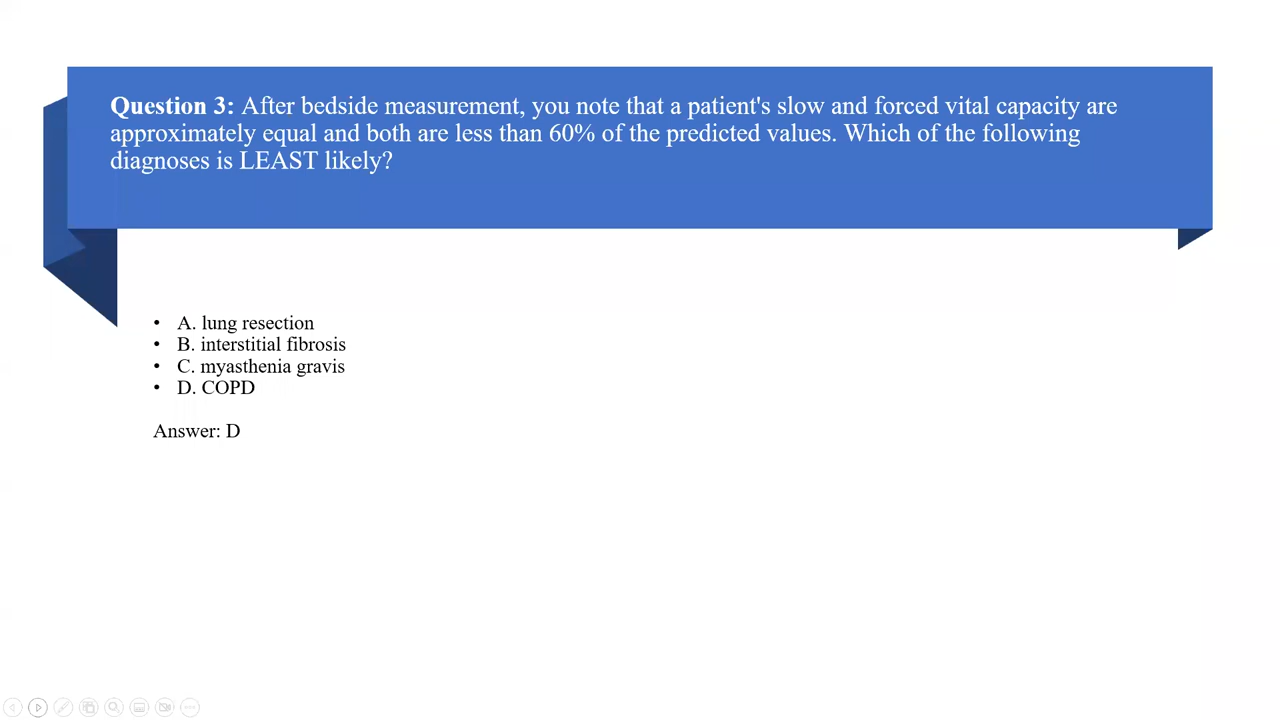 Question 3: After bedside measurement, you note that a patient's slow and forced vital capacity are
approximately equal and both are less than 60% of the predicted values. Which of the following
diagnoses is LEAST likely?
• A. lung resection
• B. interstitial fibrosis
• C. myasthenia gravis
• D. COPD
Answer: D